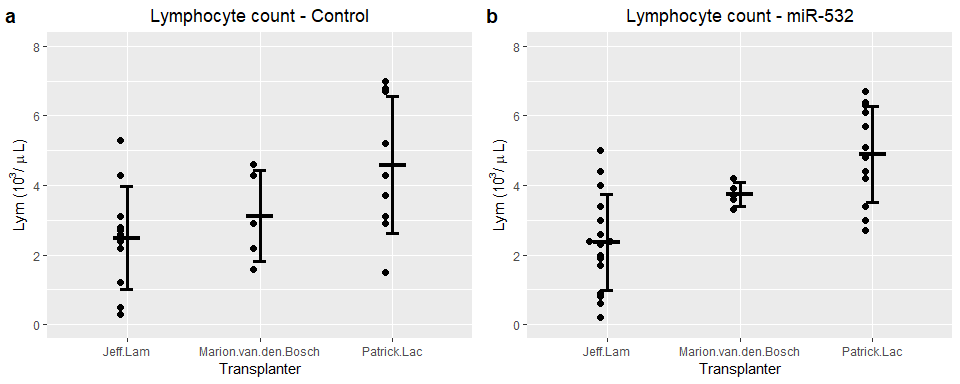 a Lymphocyte count - Control
Lym (10³/ μ L)
8
6
4
2
0
Jeff.Lam Marion.van.den.Bosch Patrick.Lac
Transplanter
b Lymphocyte count - miR-532
Lym (10³/ μ L)
8
6
4
2
0
Jeff.Lam Marion.van.den.Bosch Patrick.Lac
Transplanter